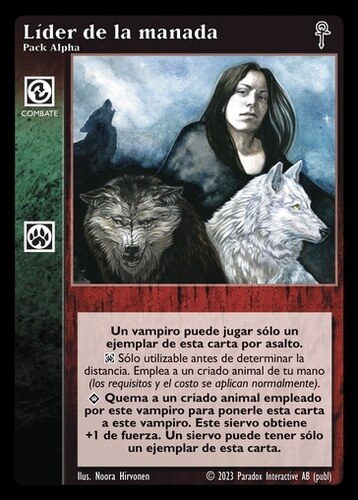 Líder de la manada
Pack Alpha
COMBATE
Un vampiro puede jugar sólo un
ejemplar de esta carta por asalto.
Sólo utilizable antes de determinar la
distancia. Emplea a un criado animal de tu mano
(los requisitos y el costo se aplican normalmente).
Quema a un criado animal empleado
por este vampiro para ponerle esta carta
a este vampiro. Este siervo obtiene
+1 de fuerza. Un siervo puede tener sólo
un ejemplar de esta carta.
Ilus. Noora Hirvonen © 2023 Paradox Interactive AB (publ)